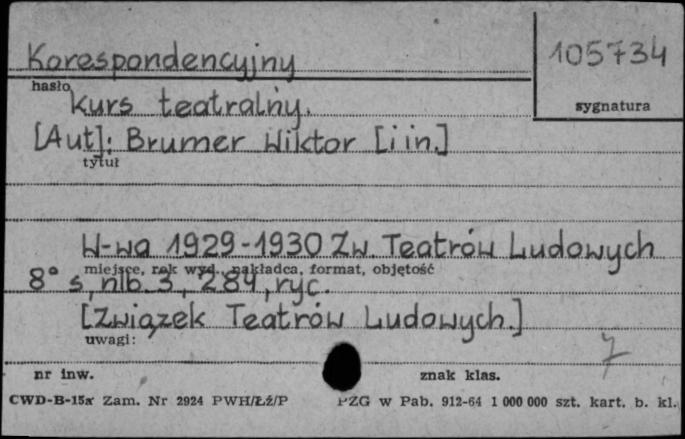 Korespondencyjny
105734
hasło
kurs teatralny.
sygnatura
[Aut]: Brumer Wiktor [i in.]
tytuł
W-wa 1929-1930 Zw. Teatrów Ludowych
miejsce, rok wyd., nakładca, format, objętość
8° s, nlb. 3, 284, ryc.
[Związek Teatrów Ludowych.]
uwagi:
7
nr inw.
znak klas.
CWD-B-15a Zam. Nr 2924 PWH/Łź/P PZG w Pab. 912-64 1 000 000 szt. kart. b. kl.